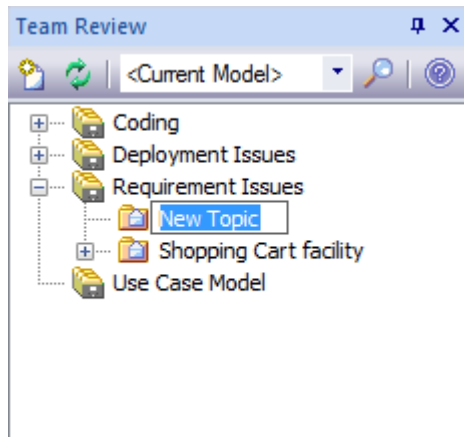 Team Review
<Current Model>
Coding
Deployment Issues
Requirement Issues
New Topic
Shopping Cart facility
Use Case Model